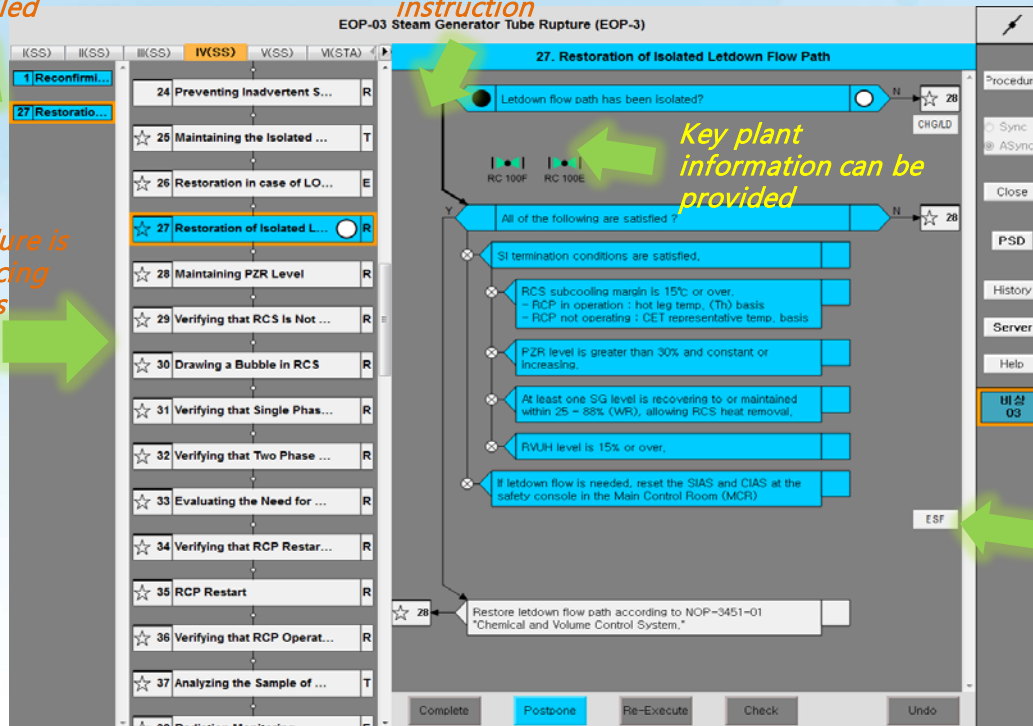 instruction
EOP-03 Steam Generator Tube Rupture (EOP-3)
I(SS) II(SS) III(SS) IV(SS) V(SS) VI(STA)
27. Restoration of Isolated Letdown Flow Path
1 Reconfirmi...
27 Restoratio...
24 Preventing Inadvertent S... R
25 Maintaining the Isolated ... T
26 Restoration in case of LO... E
27 Restoration of Isolated L... R
28 Maintaining PZR Level R
29 Verifying that RCS Is Not ... R
30 Drawing a Bubble in RCS R
31 Verifying that Single Phas... R
32 Verifying that Two Phase ... R
33 Evaluating the Need for ... R
34 Verifying that RCP Restar... R
35 RCP Restart R
36 Verifying that RCP Operat... R
37 Analyzing the Sample of ... T
Letdown flow path has been isolated?
N
28
CHG/LD
RC 100F RC 100E
Key plant
information can be
provided
Y
All of the following are satisfied ?
N
28
SI termination conditions are satisfied.
RCS subcooling margin is 15℃ or over.
- RCP in operation : hot leg temp. (Th) basis
- RCP not operating : CET representative temp. basis
PZR level is greater than 30% and constant or
increasing.
At least one SG level is recovering to or maintained
within 25 - 88% (WR), allowing RCS heat removal.
RVUH level is 15% or over.
If letdown flow is needed, reset the SIAS and CIAS at the
safety console in the Main Control Room (MCR)
ESF
28
Restore letdown flow path according to NOP-3451-01
"Chemical and Volume Control System."
Complete
Postpone
Re-Execute
Check
Undo
Procedur
Sync
ASync
Close
PSD
History
Server
Help
비상
03